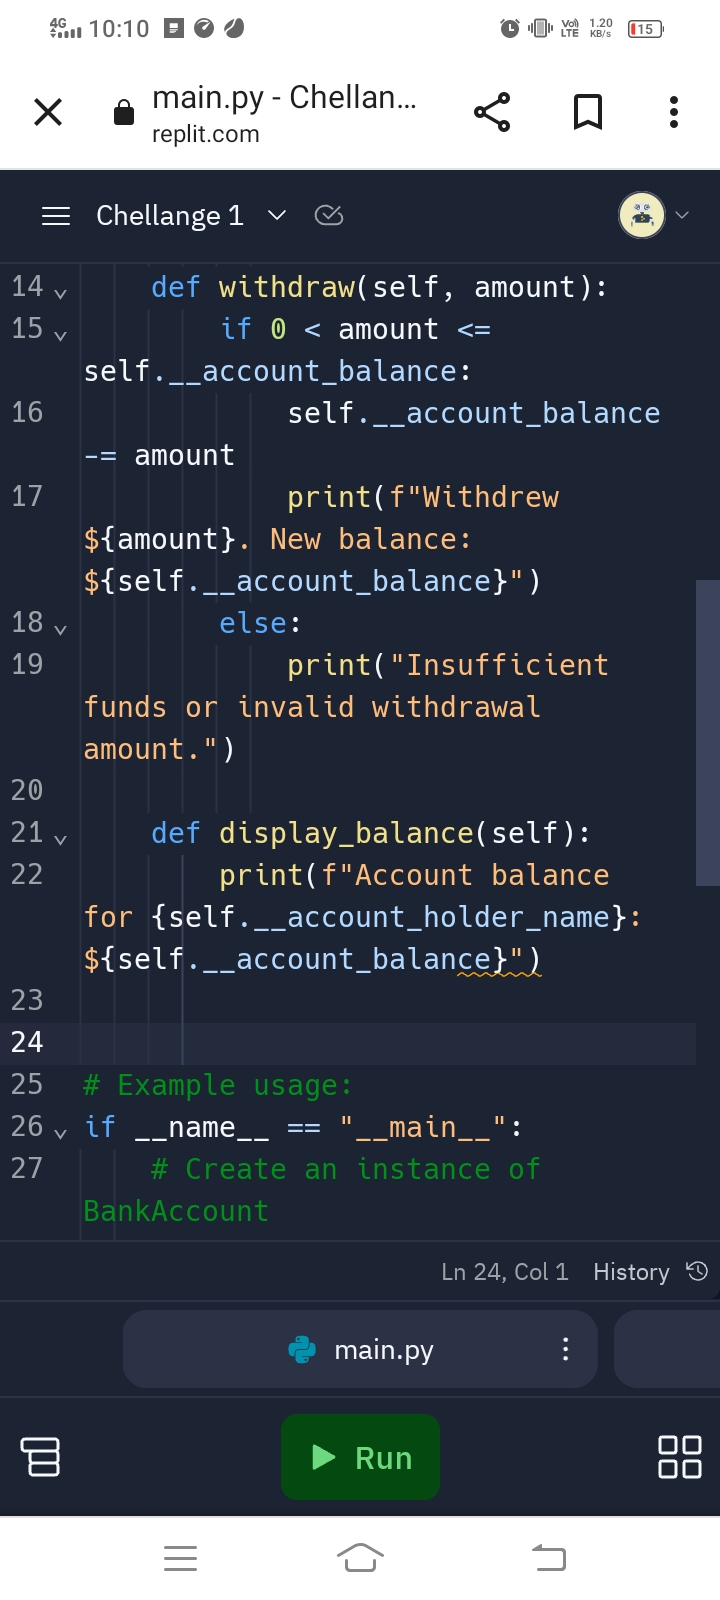 4G 10:10 Vo) LTE 1.20 KB/s 15
main.py - Chellan...
replit.com
Chellange 1
14 def withdraw(self, amount):
15 if 0 < amount <=
self.__account_balance:
16 self.__account_balance
-= amount
17 print(f"Withdrew
${amount}. New balance:
${self.__account_balance}")
18 else:
19 print("Insufficient
funds or invalid withdrawal
amount.")
20
21 def display_balance(self):
22 print(f"Account balance
for {self.__account_holder_name}:
${self.__account_balance}")
23
24
25 # Example usage:
26 if __name__ == "__main__":
27 # Create an instance of
BankAccount
Ln 24, Col 1 History
main.py
Run